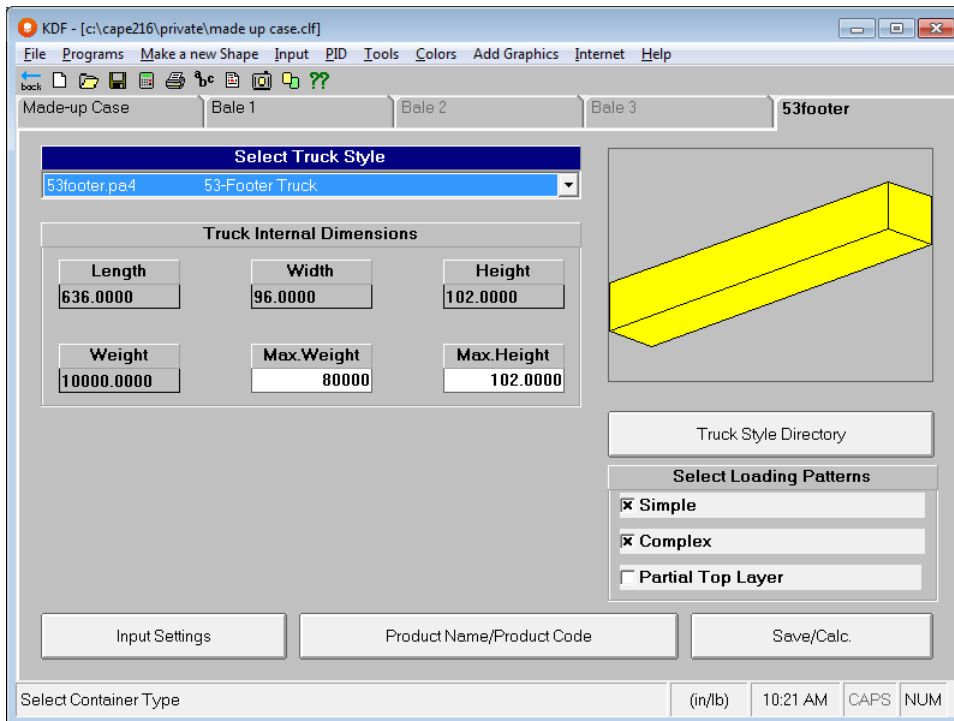 KDF - [c:\cape216\private\made up case.clf]
File Programs Make a new Shape Input PID Tools Colors Add Graphics Internet Help
back abc ??
Made-up Case Bale 1 Bale 2 Bale 3 53footer
Select Truck Style
53footer.pa4 53-Footer Truck
Truck Internal Dimensions
Length Width Height
636.0000 96.0000 102.0000
Weight Max.Weight Max.Height
10000.0000 80000 102.0000
Truck Style Directory
Select Loading Patterns
Simple
Complex
Partial Top Layer
Input Settings Product Name/Product Code Save/Calc.
Select Container Type (in/lb) 10:21 AM CAPS NUM